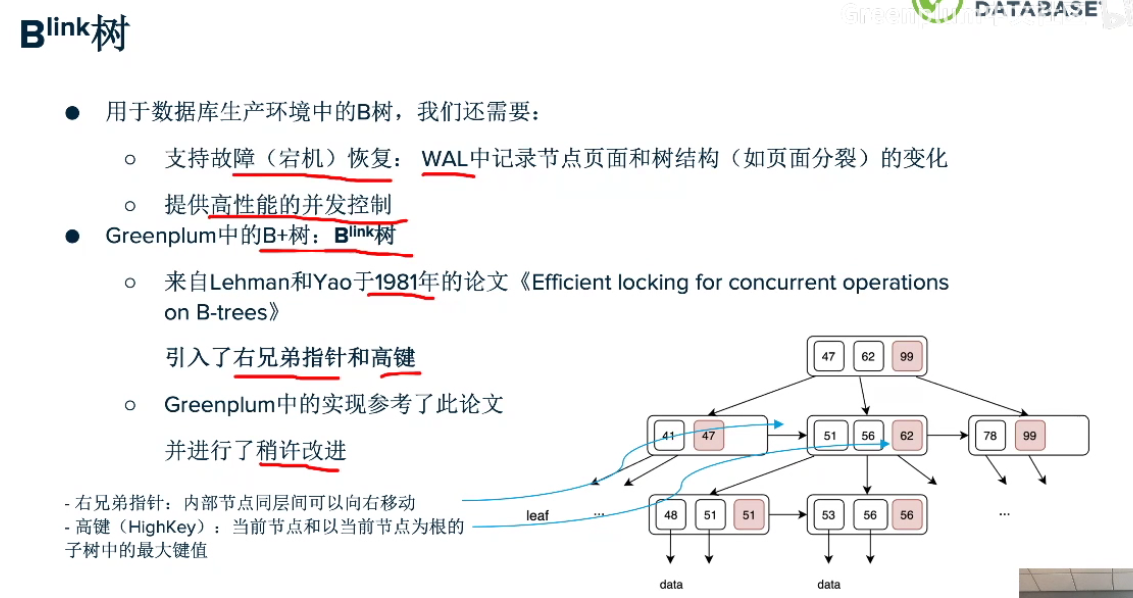 Greenplum
DATABASE
Blink树
● 用于数据库生产环境中的B树，我们还需要：
○ 支持故障（宕机）恢复： WAL中记录节点页面和树结构（如页面分裂）的变化
○ 提供高性能的并发控制
● Greenplum中的B+树：Blink树
○ 来自Lehman和Yao于1981年的论文《Efficient locking for concurrent operations
on B-trees》
引入了右兄弟指针和高键
○ Greenplum中的实现参考了此论文
并进行了稍许改进
47 62 99
41 47 51 56 62 78 99
- 右兄弟指针：内部节点同层间可以向右移动
- 高键（HighKey）：当前节点和以当前节点为根的
子树中的最大键值
leaf ... 48 51 51 53 56 56 ...
data data